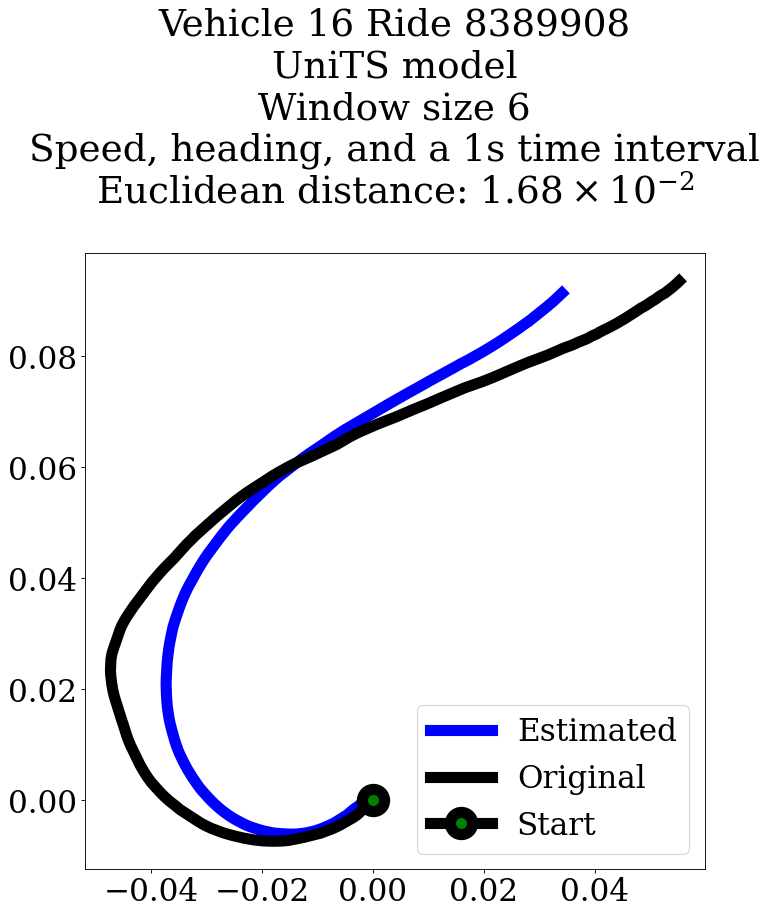 Vehicle 16 Ride 8389908
UniTS model
Window size 6
Speed, heading, and a 1s time interval
Euclidean distance: 1.68 × 10⁻²
0.08
0.06
0.04
0.02
0.00
Estimated
Original
Start
−0.04 −0.02 0.00 0.02 0.04